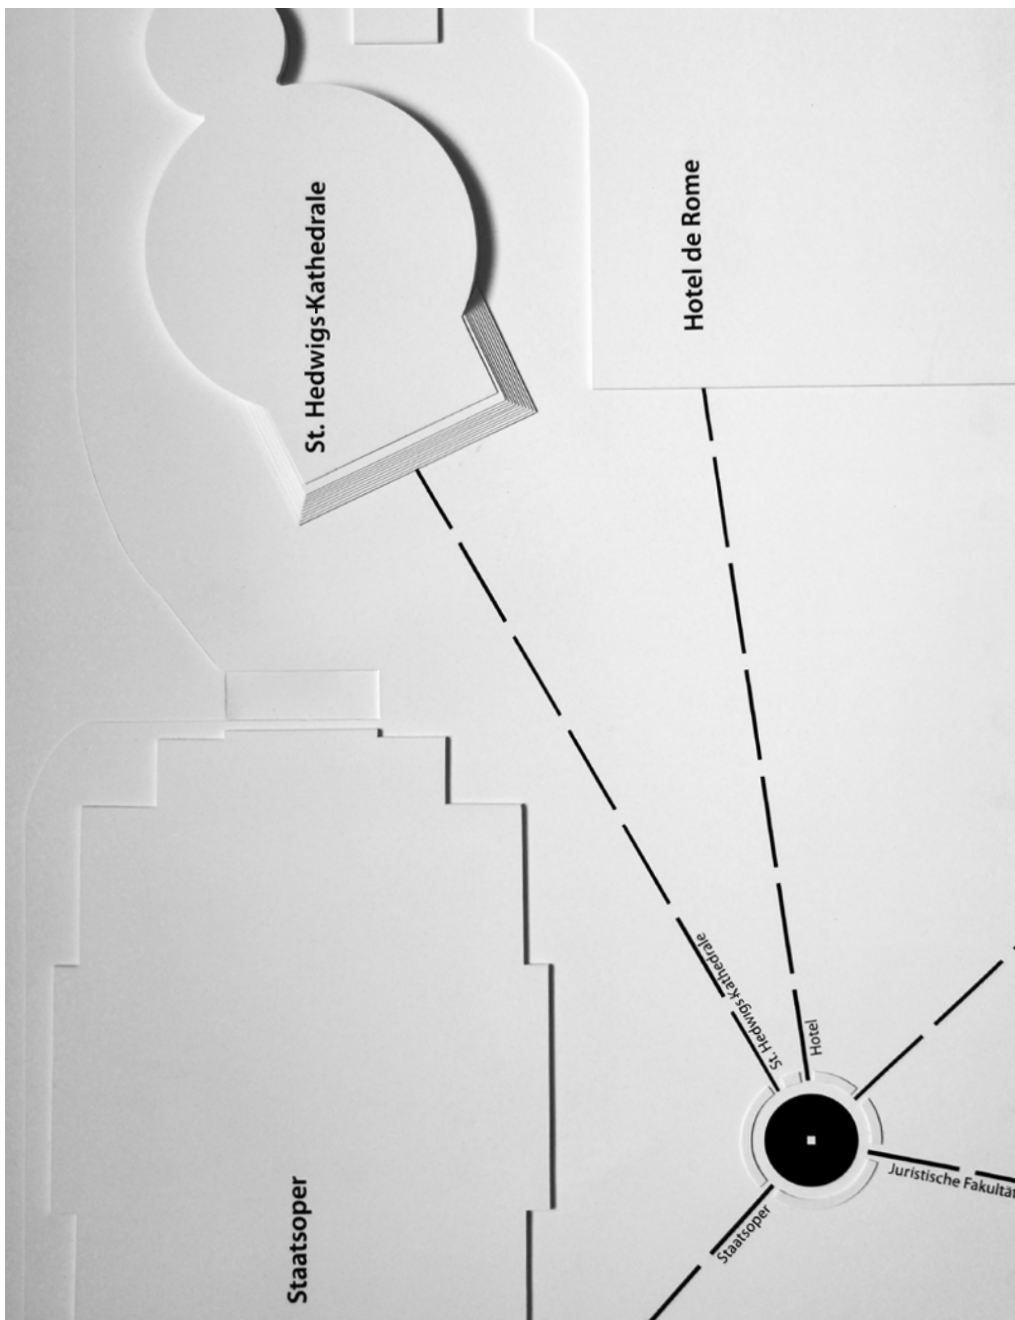 St. Hedwigs-Kathedrale
Hotel de Rome
St. Hedwigs-Kathedrale
Hotel
Juristische Fakultät
Staatsoper
Staatsoper